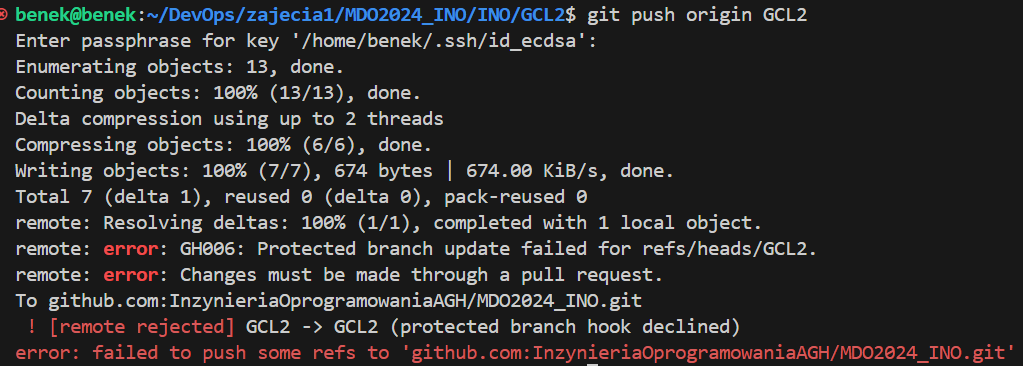 benek@benek:~/DevOps/zajecia1/MDO2024_INO/INO/GCL2$ git push origin GCL2
Enter passphrase for key '/home/benek/.ssh/id_ecdsa':
Enumerating objects: 13, done.
Counting objects: 100% (13/13), done.
Delta compression using up to 2 threads
Compressing objects: 100% (6/6), done.
Writing objects: 100% (7/7), 674 bytes | 674.00 KiB/s, done.
Total 7 (delta 1), reused 0 (delta 0), pack-reused 0
remote: Resolving deltas: 100% (1/1), completed with 1 local object.
remote: error: GH006: Protected branch update failed for refs/heads/GCL2.
remote: error: Changes must be made through a pull request.
To github.com:InzynieriaOprogramowaniaAGH/MDO2024_INO.git
 ! [remote rejected] GCL2 -> GCL2 (protected branch hook declined)
error: failed to push some refs to 'github.com:InzynieriaOprogramowaniaAGH/MDO2024_INO.git'